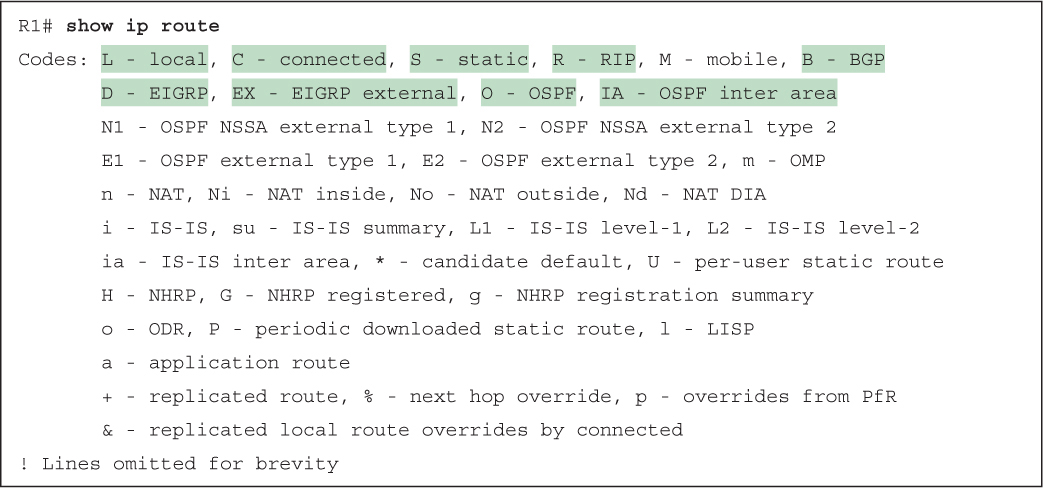 R1# show ip route
Codes: L - local, C - connected, S - static, R - RIP, M - mobile, B - BGP
D - EIGRP, EX - EIGRP external, O - OSPF, IA - OSPF inter area
N1 - OSPF NSSA external type 1, N2 - OSPF NSSA external type 2
E1 - OSPF external type 1, E2 - OSPF external type 2, m - OMP
n - NAT, Ni - NAT inside, No - NAT outside, Nd - NAT DIA
i - IS-IS, su - IS-IS summary, L1 - IS-IS level-1, L2 - IS-IS level-2
ia - IS-IS inter area, * - candidate default, U - per-user static route
H - NHRP, G - NHRP registered, g - NHRP registration summary
o - ODR, P - periodic downloaded static route, l - LISP
a - application route
+ - replicated route, % - next hop override, p - overrides from PfR
& - replicated local route overrides by connected
! Lines omitted for brevity